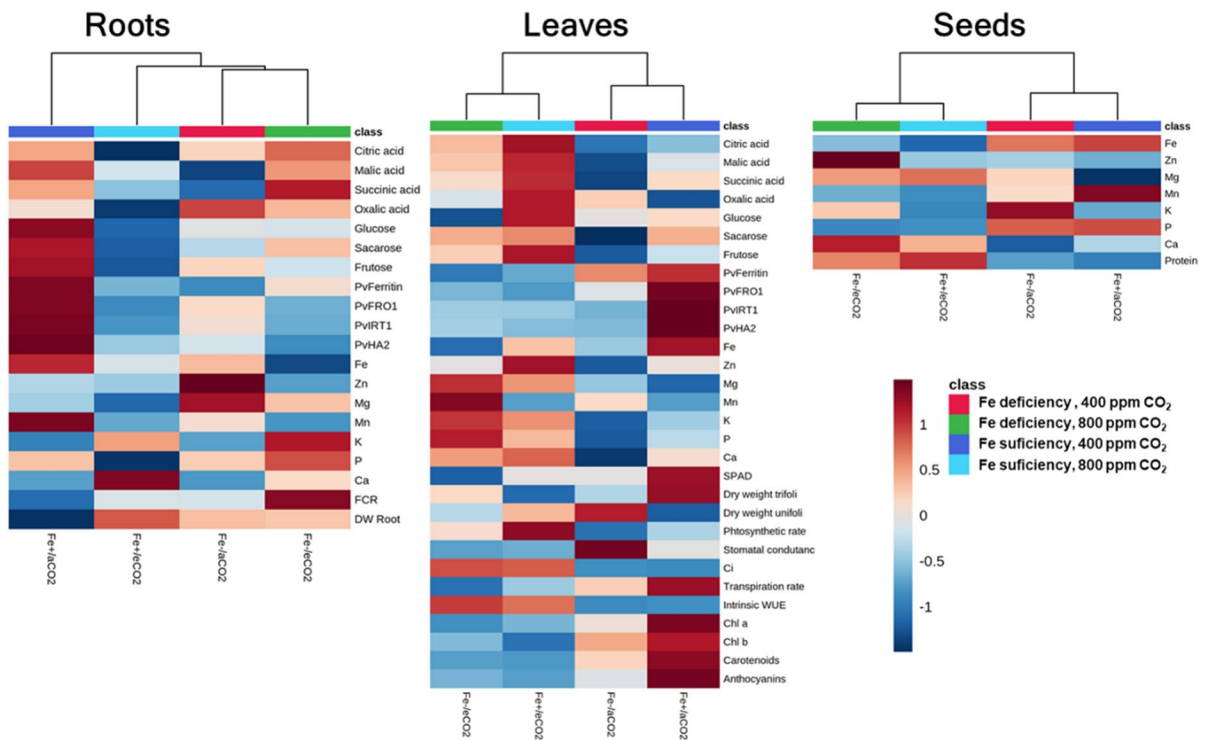 Roots
class
Citric acid
Malic acid
Succinic acid
Oxalic acid
Glucose
Sacarose
Frutose
PvFerritin
PvFRO1
PvIRT1
PvHA2
Fe
Zn
Mg
Mn
K
P
Ca
FCR
DW Root
Fe+/aCO2
Fe+/eCO2
Fe-/aCO2
Fe-/eCO2
Leaves
class
Citric acid
Malic acid
Succinic acid
Oxalic acid
Glucose
Sacarose
Frutose
PvFerritin
PvFRO1
PvIRT1
PvHA2
Fe
Zn
Mg
Mn
K
P
Ca
SPAD
Dry weight trifoli
Dry weight unifoli
Phtosynthetic rate
Stomatal condutanc
Ci
Transpiration rate
Intrinsic WUE
Chl a
Chl b
Carotenoids
Anthocyanins
Fe-/eCO2
Fe+/eCO2
Fe-/aCO2
Fe+/aCO2
Seeds
class
Fe
Zn
Mg
Mn
K
P
Ca
Protein
Fe-/eCO2
Fe+/eCO2
Fe-/aCO2
Fe+/aCO2
1
0.5
0
-0.5
-1
class
Fe deficiency, 400 ppm CO₂
Fe deficiency, 800 ppm CO₂
Fe suficiency, 400 ppm CO₂
Fe suficiency, 800 ppm CO₂